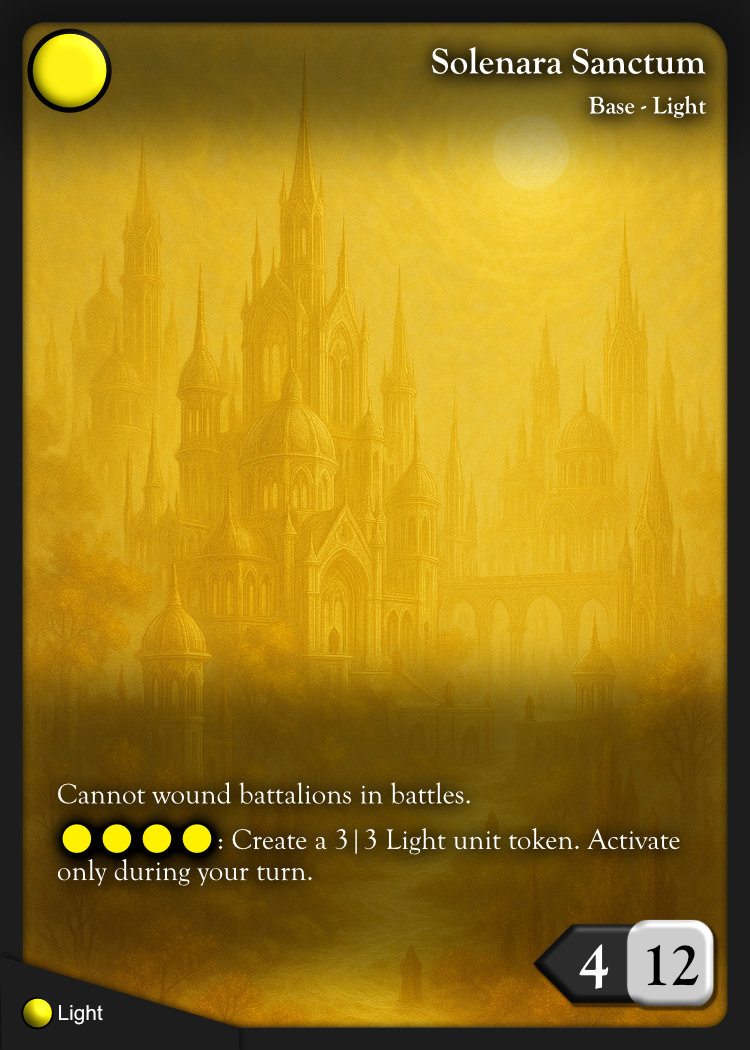 Solenara Sanctum
Base - Light
Cannot wound battalions in battles.
: Create a 3|3 Light unit token. Activate
only during your turn.
4 12
Light